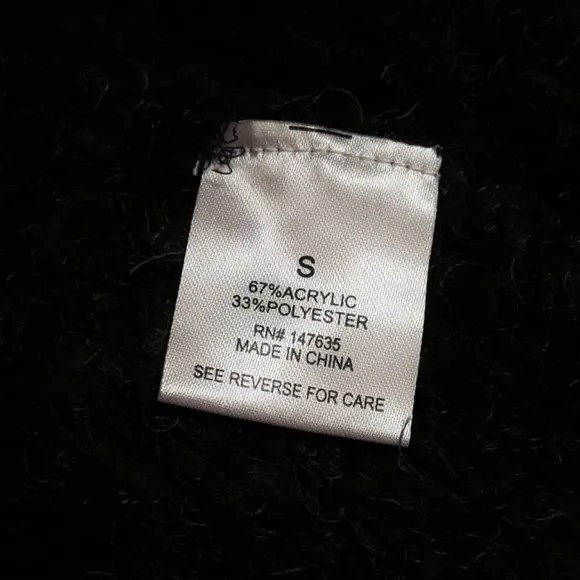 S
67%ACRYLIC
33%POLYESTER
RN# 147635
MADE IN CHINA
SEE REVERSE FOR CARE